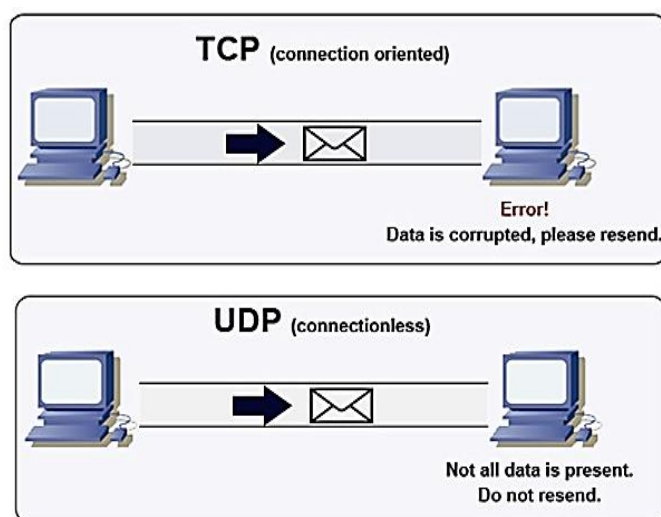 TCP (connection oriented)
Error!
Data is corrupted, please resend.
UDP (connectionless)
Not all data is present.
Do not resend.